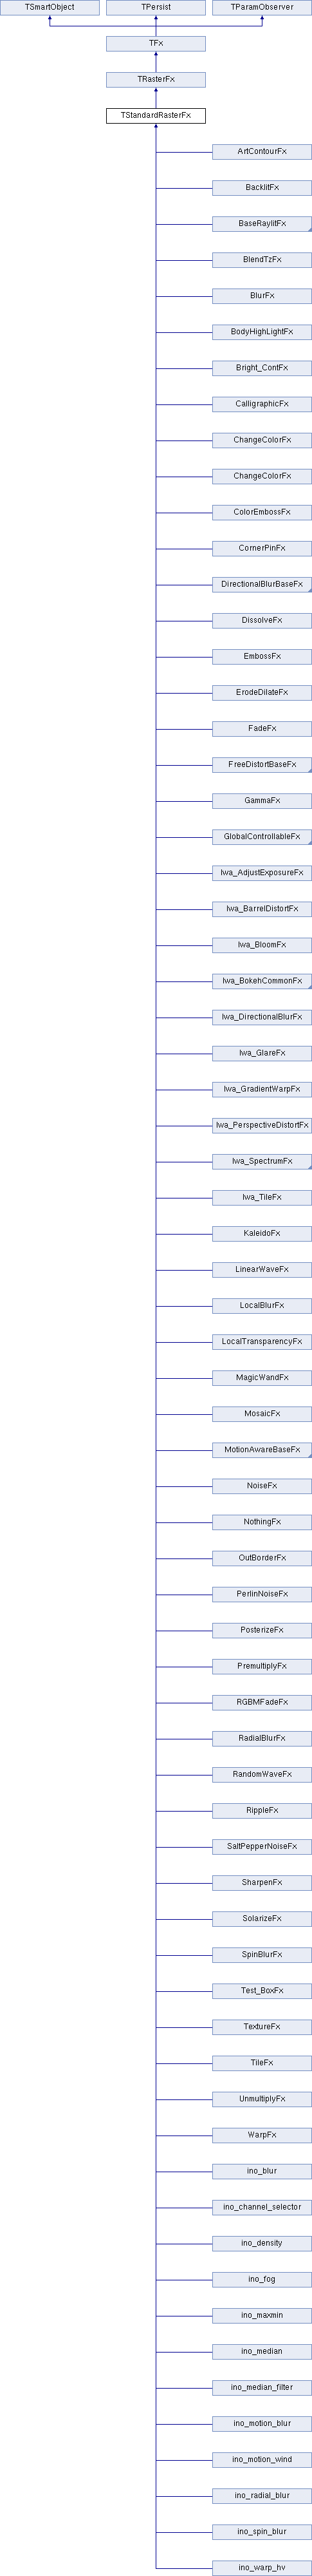 TSmartObject TPersist TParamObserver
TFx
TRasterFx
TStandardRasterFx
ArtContourFx
BacklitFx
BaseRaylitFx
BlendTzFx
BlurFx
BodyHighLightFx
Bright_ContFx
CalligraphicFx
ChangeColorFx
ChangeColorFx
ColorEmbossFx
CornerPinFx
DirectionalBlurBaseFx
DissolveFx
EmbossFx
ErodeDilateFx
FadeFx
FreeDistortBaseFx
GammaFx
GlobalControllableFx
Iwa_AdjustExposureFx
Iwa_BarrelDistortFx
Iwa_BloomFx
Iwa_BokehCommonFx
Iwa_DirectionalBlurFx
Iwa_GlareFx
Iwa_GradientWarpFx
Iwa_PerspectiveDistortFx
Iwa_SpectrumFx
Iwa_TileFx
KaleidoFx
LinearWaveFx
LocalBlurFx
LocalTransparencyFx
MagicWandFx
MosaicFx
MotionAwareBaseFx
NoiseFx
NothingFx
OutBorderFx
PerlinNoiseFx
PosterizeFx
PremultiplyFx
RGBMFadeFx
RadialBlurFx
RandomWaveFx
RippleFx
SaltPepperNoiseFx
SharpenFx
SolarizeFx
SpinBlurFx
Test_BoxFx
TextureFx
TileFx
UnmultiplyFx
WarpFx
ino_blur
ino_channel_selector
ino_density
ino_fog
ino_maxmin
ino_median
ino_median_filter
ino_motion_blur
ino_motion_wind
ino_radial_blur
ino_spin_blur
ino_warp_hv